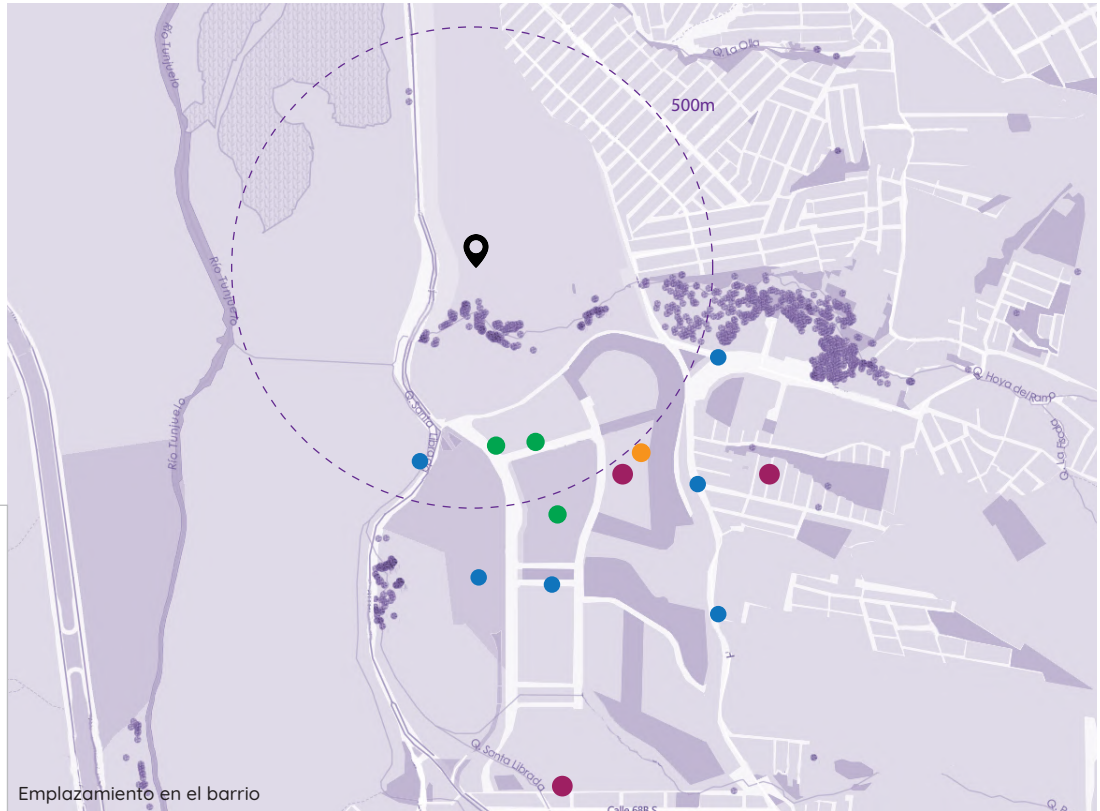 Río Tunjuelo
Q. La Olla
500m
Río Tunjuelo
Q. Santa Librada
Q. Hoya del Ramo
Río Tunjuelo
Q. Santa Librada
Calle 68B S
Emplazamiento en el barrio